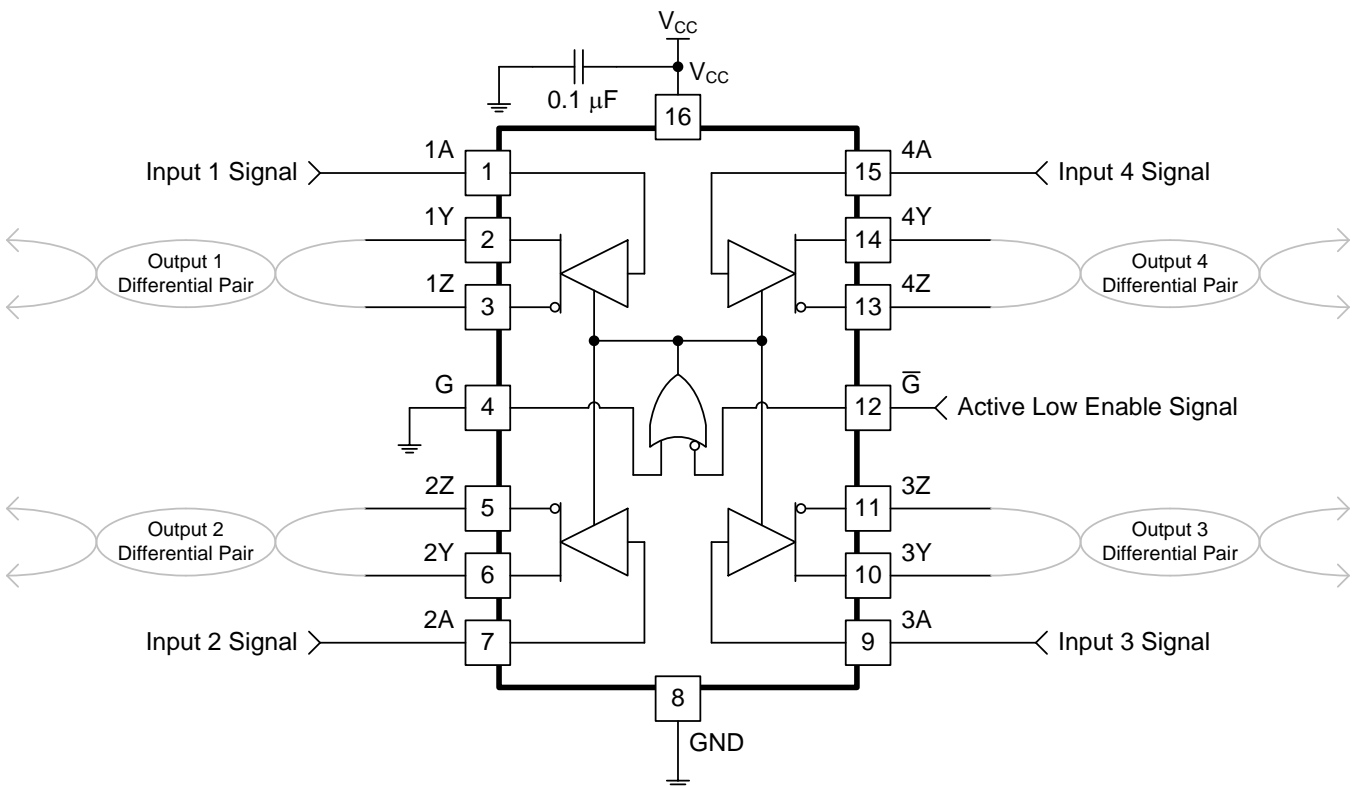 V_CC
V_CC
0.1 μF
16
1A
4A
Input 1 Signal
1
15
Input 4 Signal
1Y
4Y
2
14
Output 1
Differential Pair
Output 4
Differential Pair
1Z
4Z
3
13
G
G̅
4
12
Active Low Enable Signal
2Z
3Z
5
11
Output 2
Differential Pair
Output 3
Differential Pair
2Y
3Y
6
10
2A
3A
Input 2 Signal
7
9
Input 3 Signal
8
GND